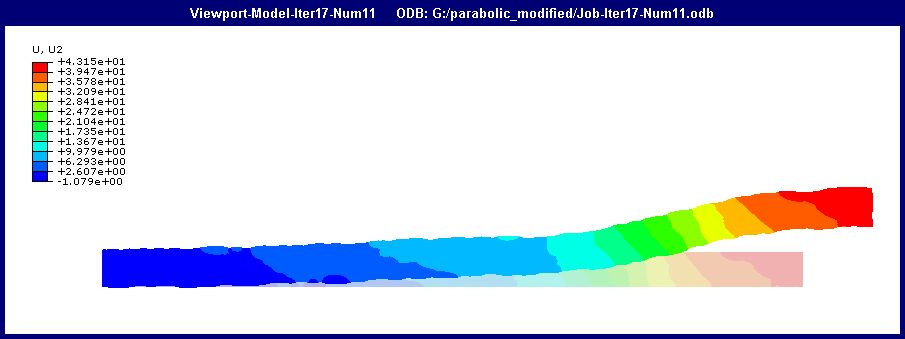 Viewport-Model-Iter17-Num11 ODB: G:/parabolic_modified/Job-Iter17-Num11.odb
U, U2
+4.315e+01
+3.947e+01
+3.578e+01
+3.209e+01
+2.841e+01
+2.472e+01
+2.104e+01
+1.735e+01
+1.367e+01
+9.979e+00
+6.293e+00
+2.607e+00
-1.079e+00